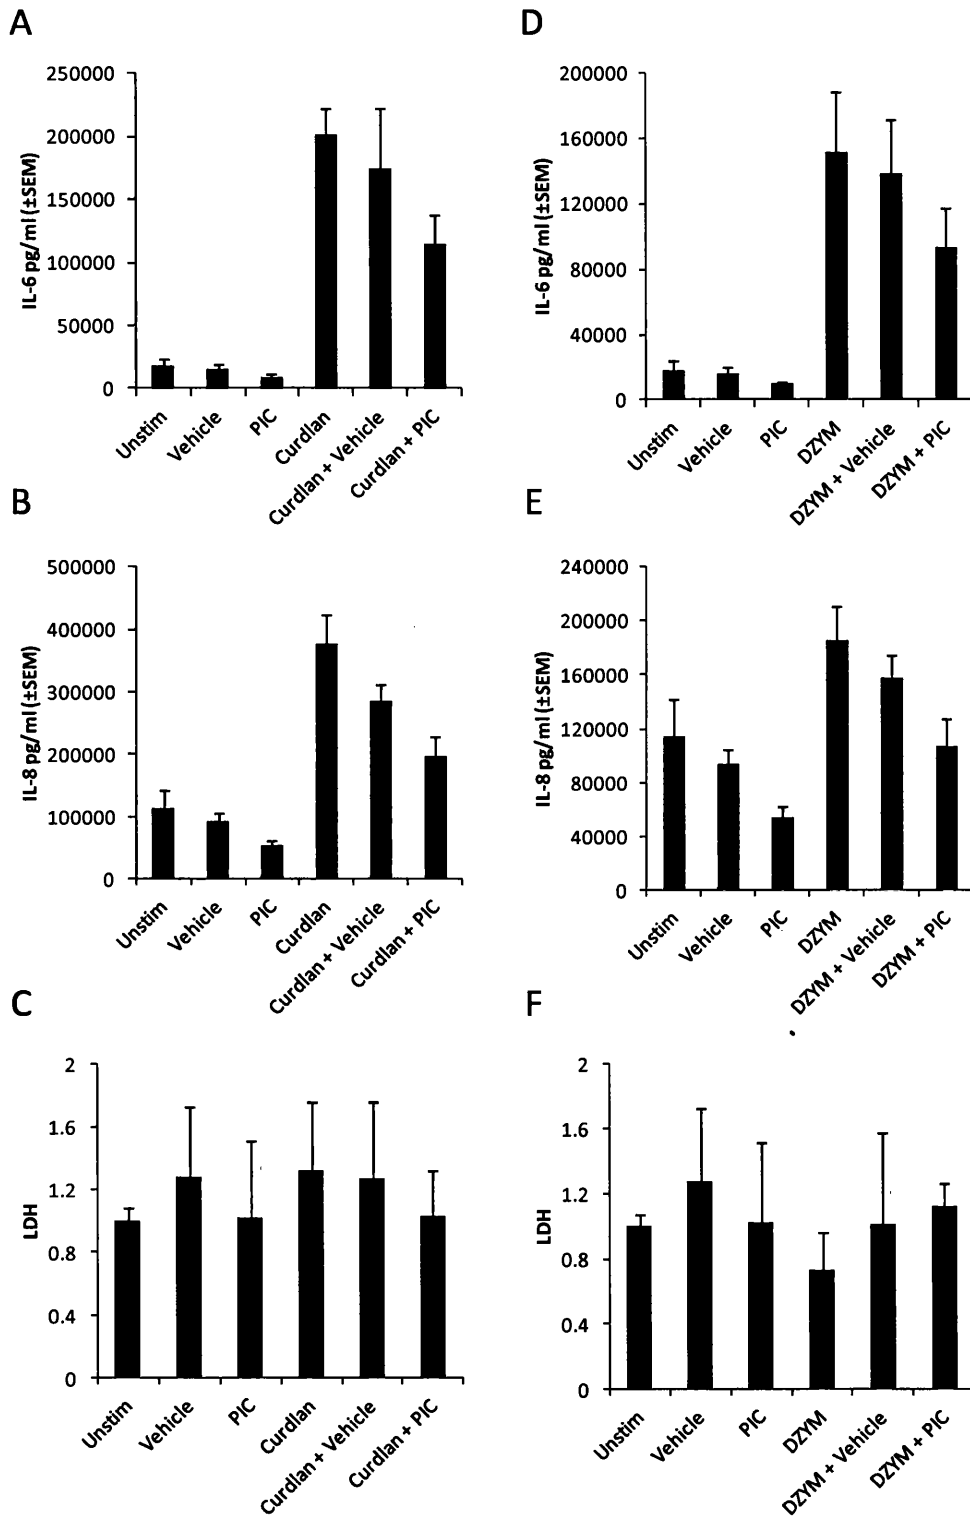 A
250000
200000
150000
100000
50000
0
IL-6 pg/ml (±SEM)
Unstim
Vehicle
PIC
Curdlan
Curdlan + Vehicle
Curdlan + PIC
D
200000
160000
120000
80000
40000
0
IL-6 pg/ml (±SEM)
Unstim
Vehicle
PIC
DZYM
DZYM + Vehicle
DZYM + PIC
B
500000
400000
300000
200000
100000
0
IL-8 pg/ml (±SEM)
Unstim
Vehicle
PIC
Curdlan
Curdlan + Vehicle
Curdlan + PIC
E
240000
200000
160000
120000
80000
40000
0
IL-8 pg/ml (±SEM)
Unstim
Vehicle
PIC
DZYM
DZYM + Vehicle
DZYM + PIC
C
2
1.6
1.2
0.8
0.4
0
LDH
Unstim
Vehicle
PIC
Curdlan
Curdlan + Vehicle
Curdlan + PIC
F
2
1.6
1.2
0.8
0.4
0
LDH
Unstim
Vehicle
PIC
DZYM
DZYM + Vehicle
DZYM + PIC